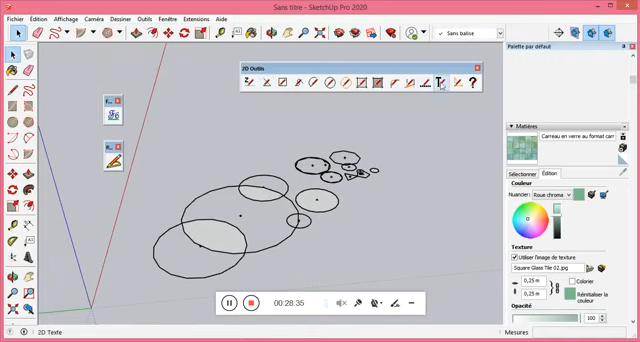 Sans titre - SketchUp Pro 2020
Fichier Édition Affichage Caméra Dessiner Outils Fenêtre Extensions Aide
Sans balise
Palette par défaut
2D Outils
F...
R...
Matières
Carreau en verre au format carr
Sélectionner Édition
Couleur
Nuancier: Roue chroma
Texture
Utiliser l'image de texture
Square Glass Tile 02.jpg
0,25 m
Colorier
0,25 m
Réinitialiser la couleur
Opacité
100
00:28:35
2D Texte
Mesures